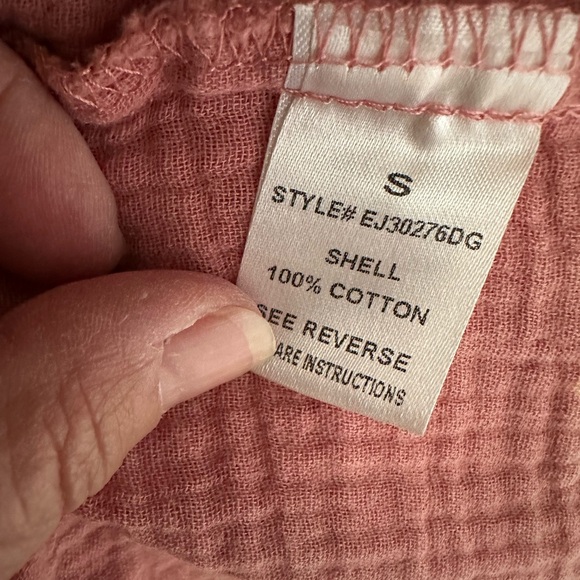 S
STYLE# EJ30276DG
SHELL
100% COTTON
SEE REVERSE
ARE INSTRUCTIONS